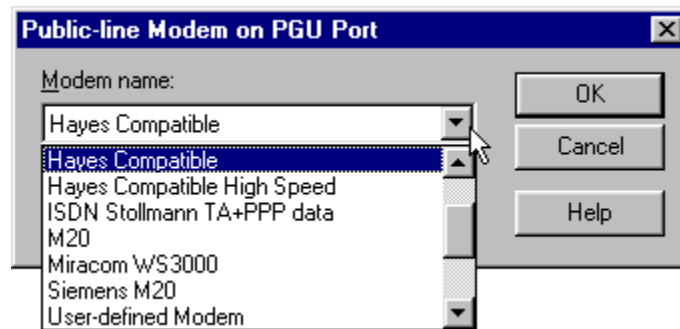 Public-line Modem on PGU Port
Modem name:
Hayes Compatible
Hayes Compatible
Hayes Compatible High Speed
ISDN Stollmann TA+PPP data
M20
Miracom WS3000
Siemens M20
User-defined Modem
OK
Cancel
Help